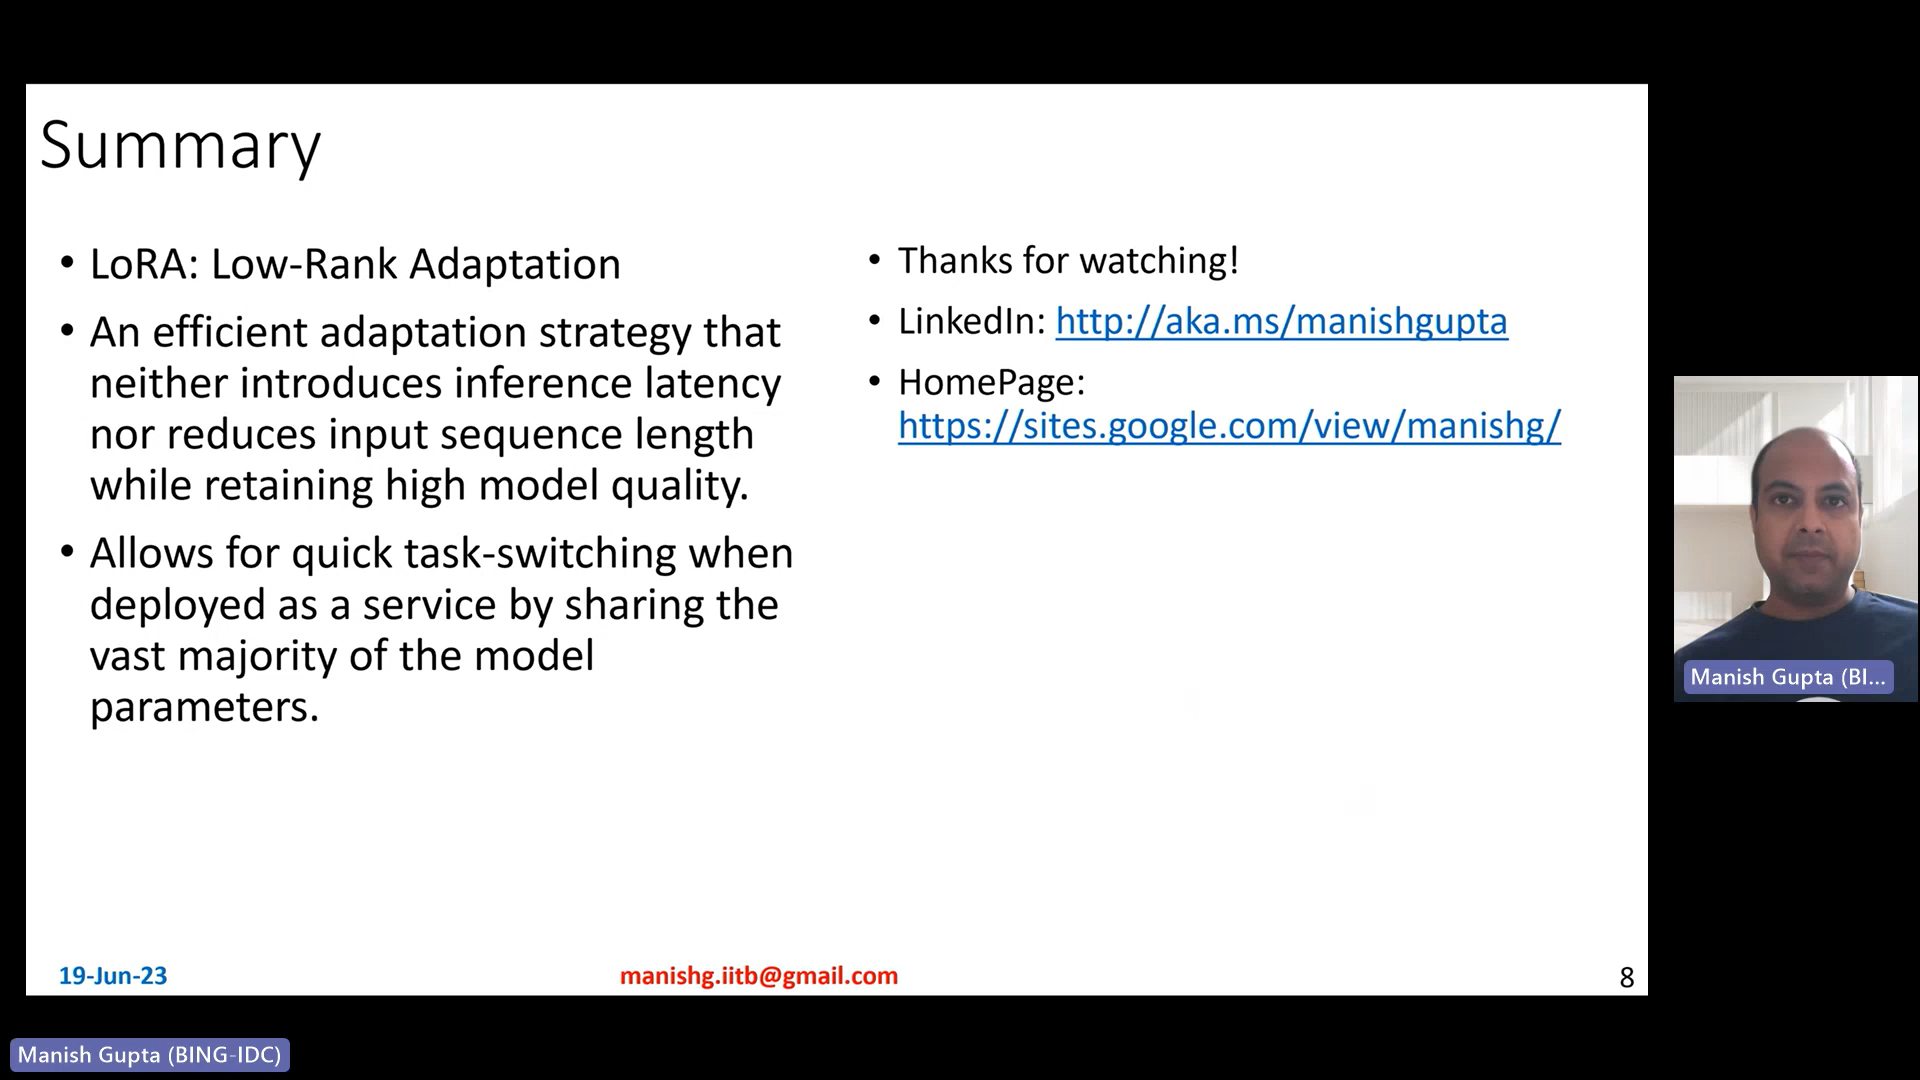 Summary
• LoRA: Low-Rank Adaptation
• An efficient adaptation strategy that
neither introduces inference latency
nor reduces input sequence length
while retaining high model quality.
• Allows for quick task-switching when
deployed as a service by sharing the
vast majority of the model
parameters.
• Thanks for watching!
• LinkedIn: http://aka.ms/manishgupta
• HomePage:
https://sites.google.com/view/manishg/
Manish Gupta (BI...
19-Jun-23
manishg.iitb@gmail.com
8
Manish Gupta (BING-IDC)